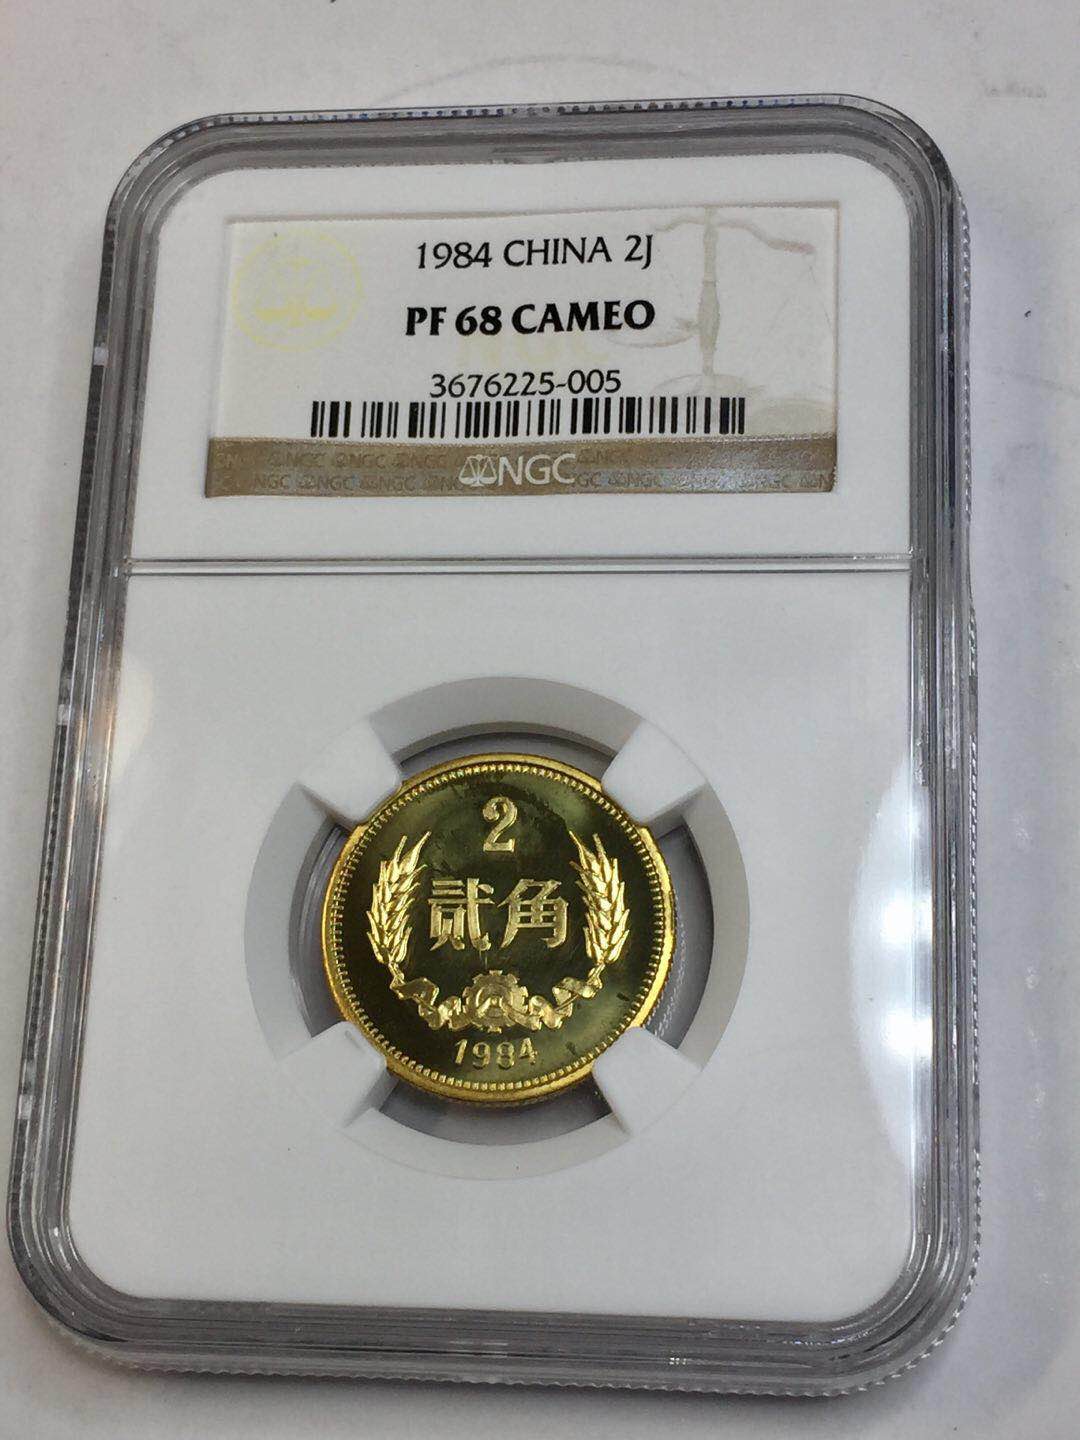 1984 CHINA 2J
PF 68 CAMEO
3676225-005
NGC
2
贰角
1984